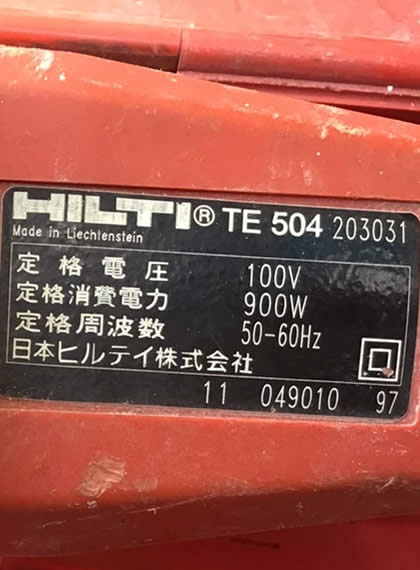 HILTI® TE 504 203031
Made in Liechtenstein
定格電圧 100V
定格消費電力 900W
定格周波数 50-60Hz
日本ヒルティ株式会社
11 049010 97